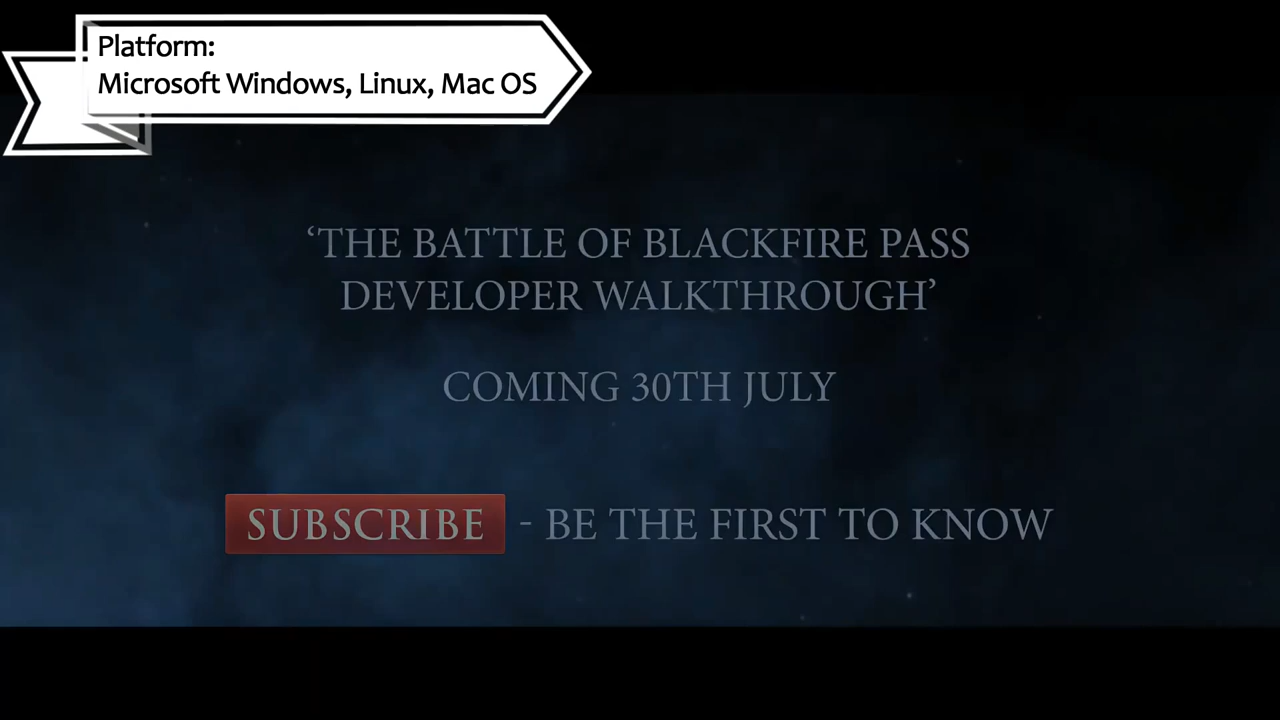 Platform:
Microsoft Windows, Linux, Mac OS
‘THE BATTLE OF BLACKFIRE PASS
DEVELOPER WALKTHROUGH’
COMING 30TH JULY
SUBSCRIBE - BE THE FIRST TO KNOW